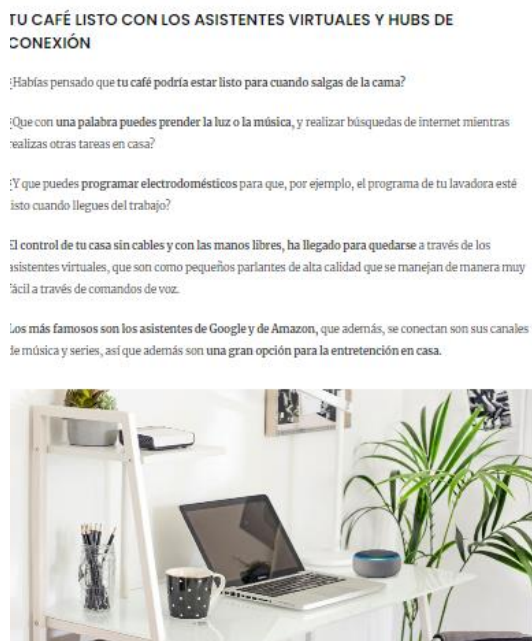 TU CAFÉ LISTO CON LOS ASISTENTES VIRTUALES Y HUBS DE
CONEXIÓN
¿Habías pensado que tu café podría estar listo para cuando salgas de la cama?
¿Que con una palabra puedes prender la luz o la música, y realizar búsquedas de internet mientras
realizas otras tareas en casa?
¿Y que puedes programar electrodomésticos para que, por ejemplo, el programa de tu lavadora esté
listo cuando llegues del trabajo?
El control de tu casa sin cables y con las manos libres, ha llegado para quedarse a través de los
asistentes virtuales, que son como pequeños parlantes de alta calidad que se manejan de manera muy
fácil a través de comandos de voz.
Los más famosos son los asistentes de Google y de Amazon, que además, se conectan son sus canales
de música y series, así que además son una gran opción para la entretención en casa.